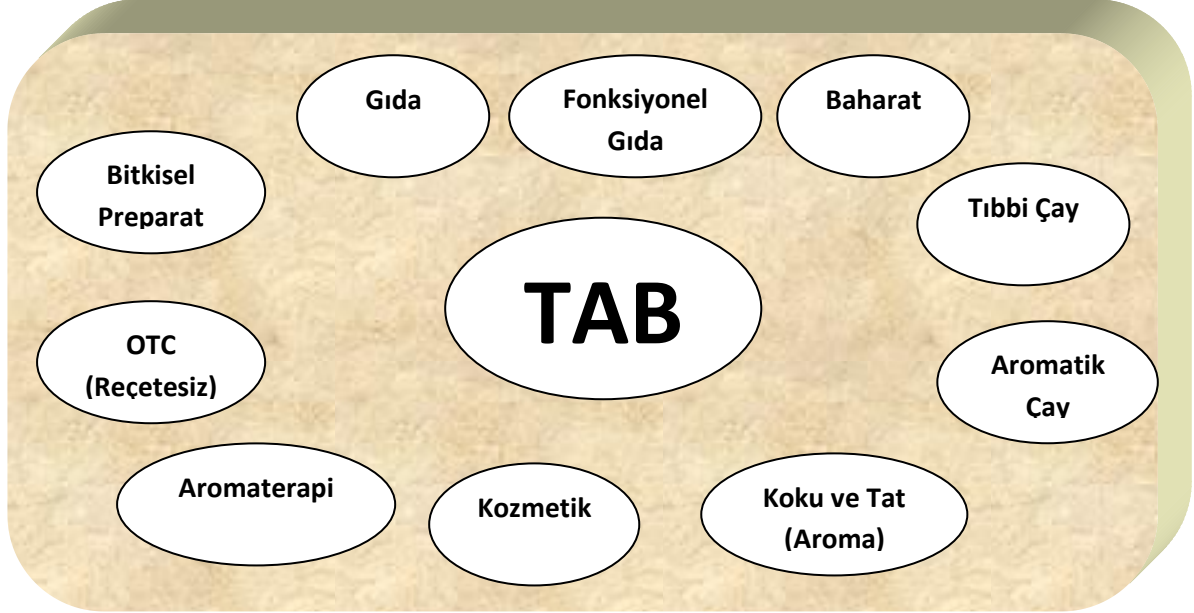 Gıda
Fonksiyonel
Gıda
Baharat
Bitkisel
Preparat
Tıbbi Çay
TAB
OTC
(Reçetesiz)
Aromatik
Çay
Aromaterapi
Kozmetik
Koku ve Tat
(Aroma)